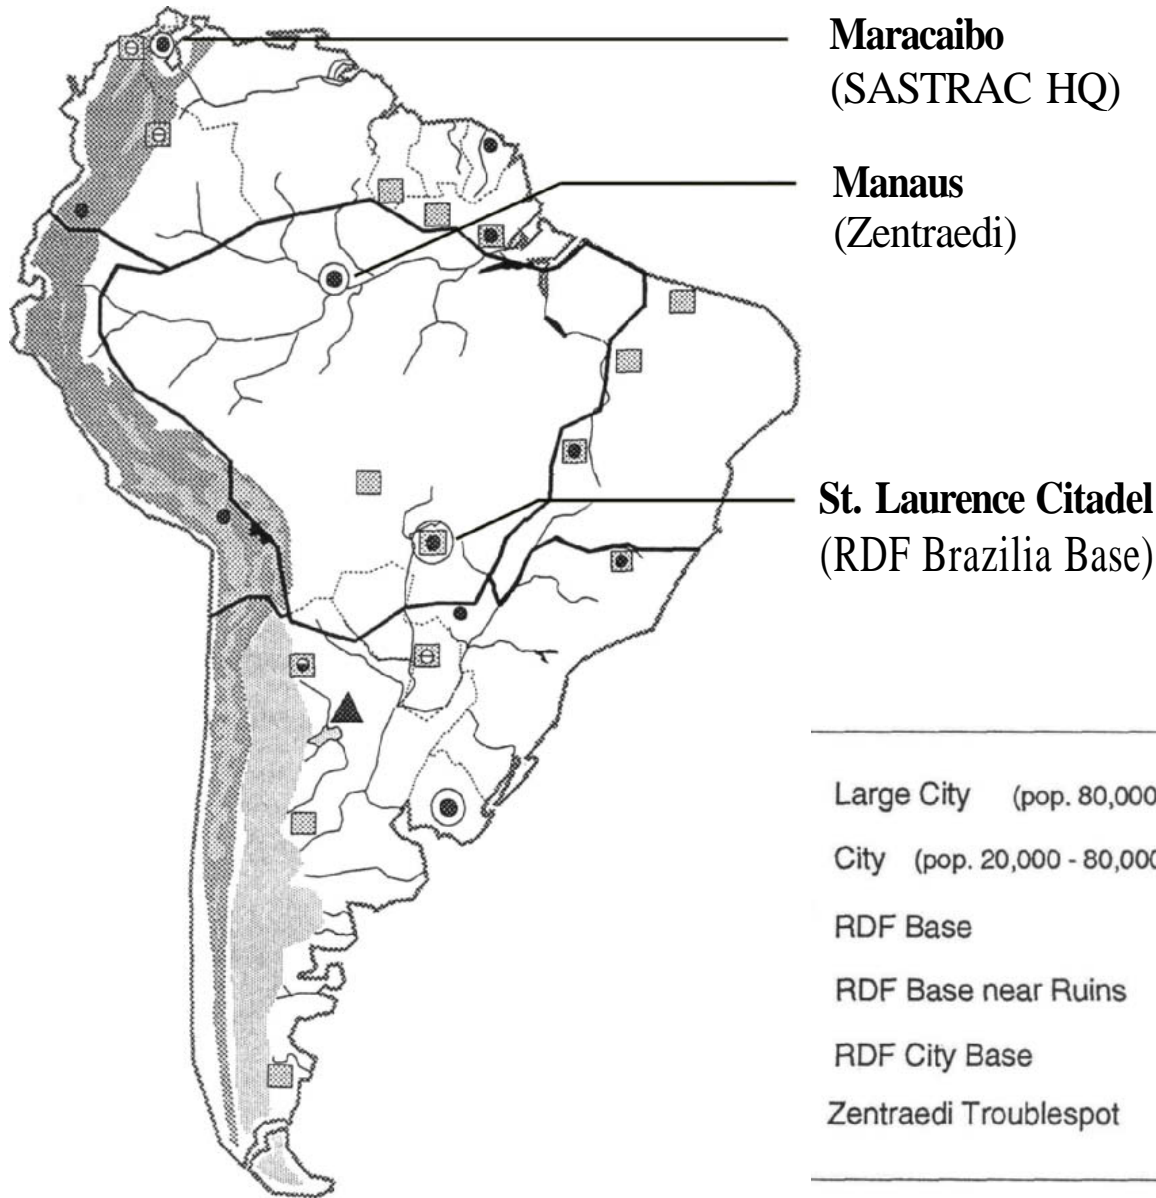 Maracaibo
(SASTRAC HQ)
Manaus
(Zentraedi)
St. Laurence Citadel
(RDF Brazilia Base)
Large City (pop. 80,000
City (pop. 20,000 - 80,000
RDF Base
RDF Base near Ruins
RDF City Base
Zentraedi Troublespot